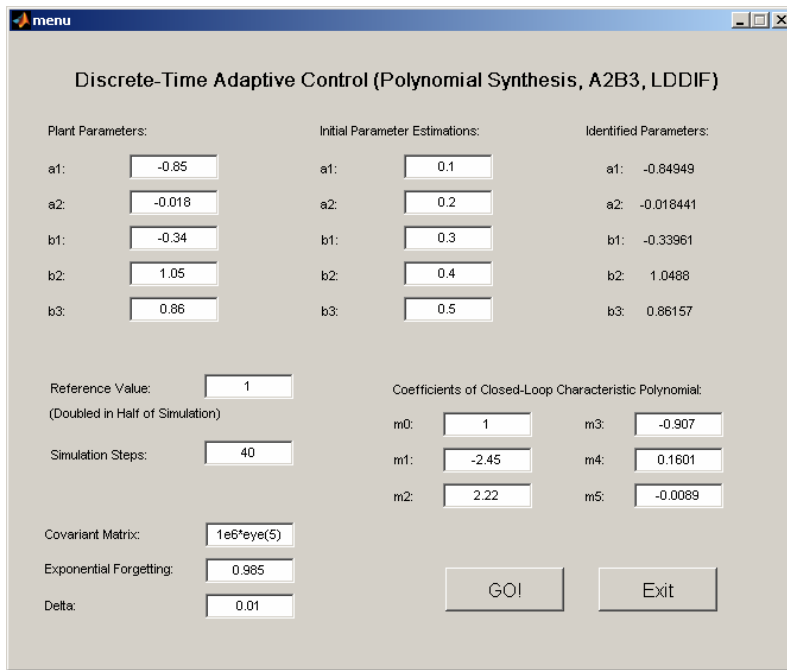 menu
Discrete-Time Adaptive Control (Polynomial Synthesis, A2B3, LDDIF)
Plant Parameters: Initial Parameter Estimations: Identified Parameters:
a1: -0.85 a1: 0.1 a1: -0.84949
a2: -0.018 a2: 0.2 a2: -0.018441
b1: -0.34 b1: 0.3 b1: -0.33961
b2: 1.05 b2: 0.4 b2: 1.0488
b3: 0.86 b3: 0.5 b3: 0.86157
Reference Value: 1 Coefficients of Closed-Loop Characteristic Polynomial:
(Doubled in Half of Simulation)
m0: 1 m3: -0.907
Simulation Steps: 40 m1: -2.45 m4: 0.1601
m2: 2.22 m5: -0.0089
Covariant Matrix: 1e6*eye(5)
Exponential Forgetting: 0.985
GO! Exit
Delta: 0.01